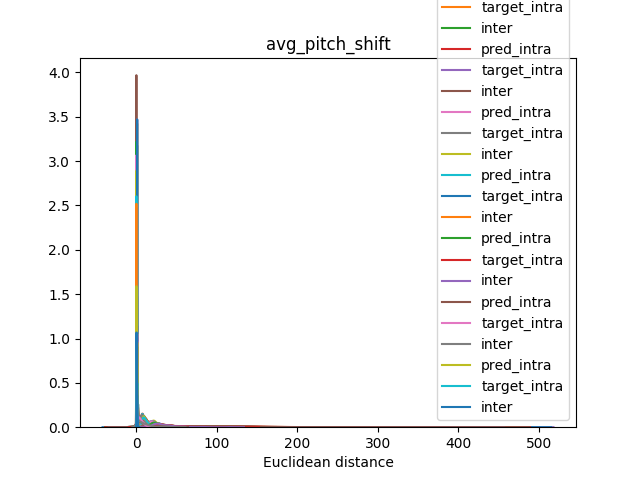 target_intra
inter
pred_intra
target_intra
inter
pred_intra
target_intra
inter
pred_intra
target_intra
inter
pred_intra
target_intra
inter
pred_intra
target_intra
inter
pred_intra
target_intra
inter
avg_pitch_shift
4.0
3.5
3.0
2.5
2.0
1.5
1.0
0.5
0.0
0 100 200 300 400 500
Euclidean distance